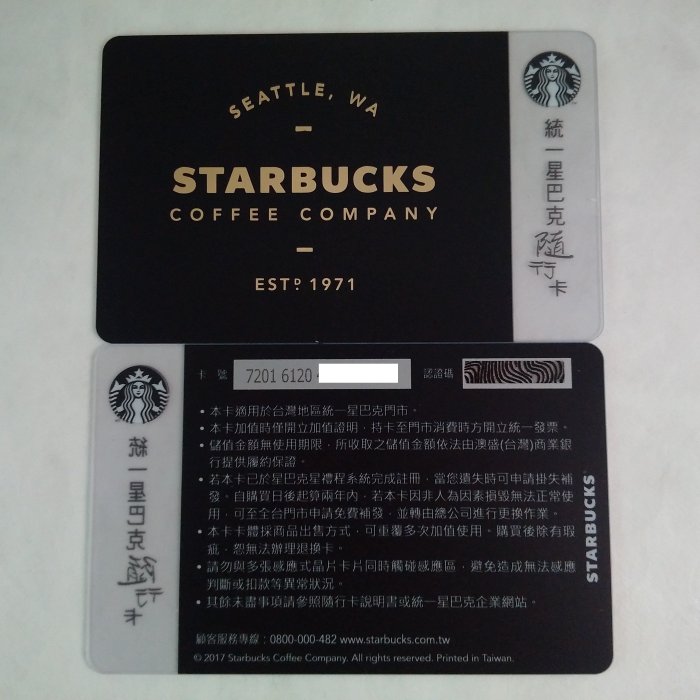 SEATTLE, WA
STARBUCKS
COFFEE COMPANY
ESTD 1971
統一星巴克隨行卡
卡 號 7201 6120 認證碼
• 本卡適用於台灣地區統一星巴克門市。
• 本卡加值時僅開立加值證明,持卡至門市消費時方開立統一發票。
• 儲值金額無使用期限,所收取之儲值金額依法由澳盛(台灣)商業銀
行提供履約保證。
• 若本卡已於星巴克星禮程系統完成註冊,當您遺失時可申請掛失補
發。自購買日後起算兩年內,若本卡因非人為因素損毀無法正常使
用,可至全台門市申請免費補發,並轉由總公司進行更換作業。
• 本卡卡體採商品出售方式,可重覆多次加值使用。購買後除有瑕
疵,恕無法辦理退換卡。
• 請勿與多張感應式晶片卡片同時觸碰感應區,避免造成無法感應
判斷或扣款等異常狀況。
• 其餘未盡事項請參照隨行卡說明書或統一星巴克企業網站。
顧客服務專線:0800-000-482 www.starbucks.com.tw
© 2017 Starbucks Coffee Company. All rights reserved. Printed in Taiwan.
STARBUCKS
統一星巴克隨行卡